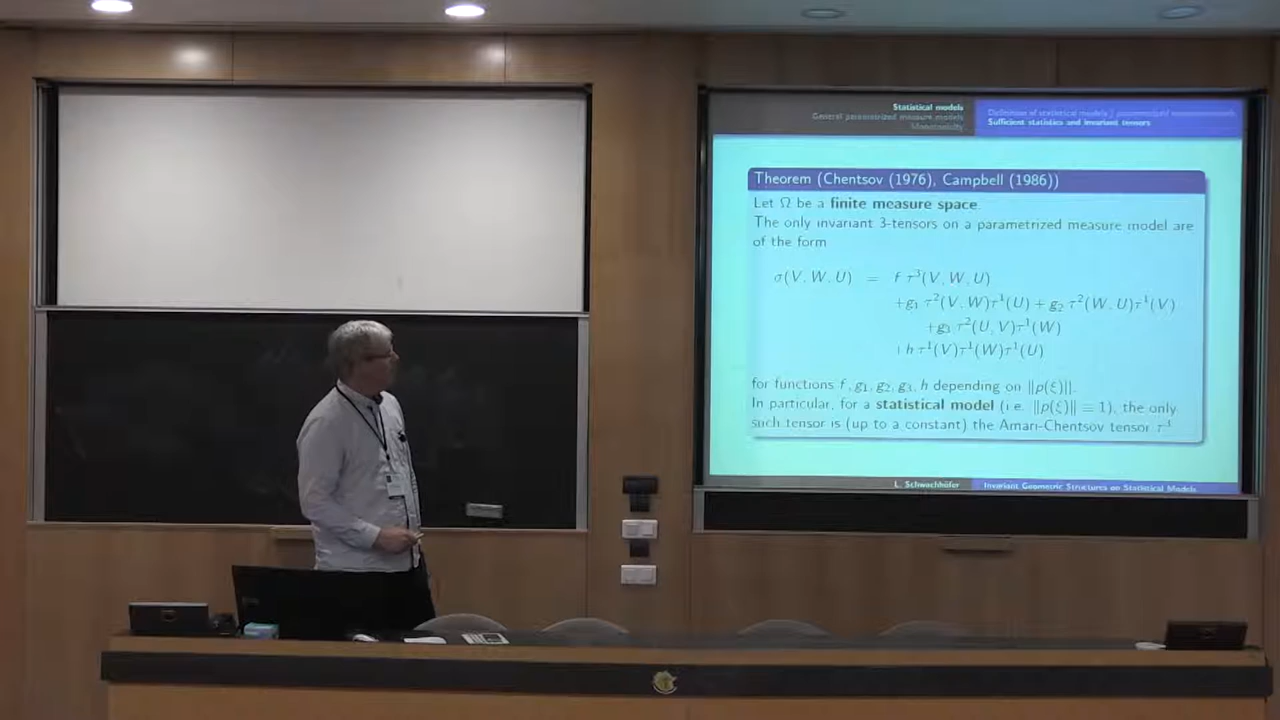 Statistical models
General parametrized measure models
Monotonicity
Definition of statistical models / parametrized
Sufficient statistics and invariant tensors
Theorem (Chentsov (1976), Campbell (1986))
Let Ω be a finite measure space.
The only invariant 3-tensors on a parametrized measure model are
of the form
σ(V, W, U) = f τ³(V, W, U)
+g₁ τ²(V, W)τ¹(U) + g₂ τ²(W, U)τ¹(V)
+g₃ τ²(U, V)τ¹(W)
+h τ¹(V)τ¹(W)τ¹(U)
for functions f, g₁, g₂, g₃, h depending on ‖p(ξ)‖.
In particular, for a statistical model (i.e. ‖p(ξ)‖ = 1), the only
such tensor is (up to a constant) the Amari-Chentsov tensor
L. Schwachhöfer
Invariant Geometric Structures on Statistical Models